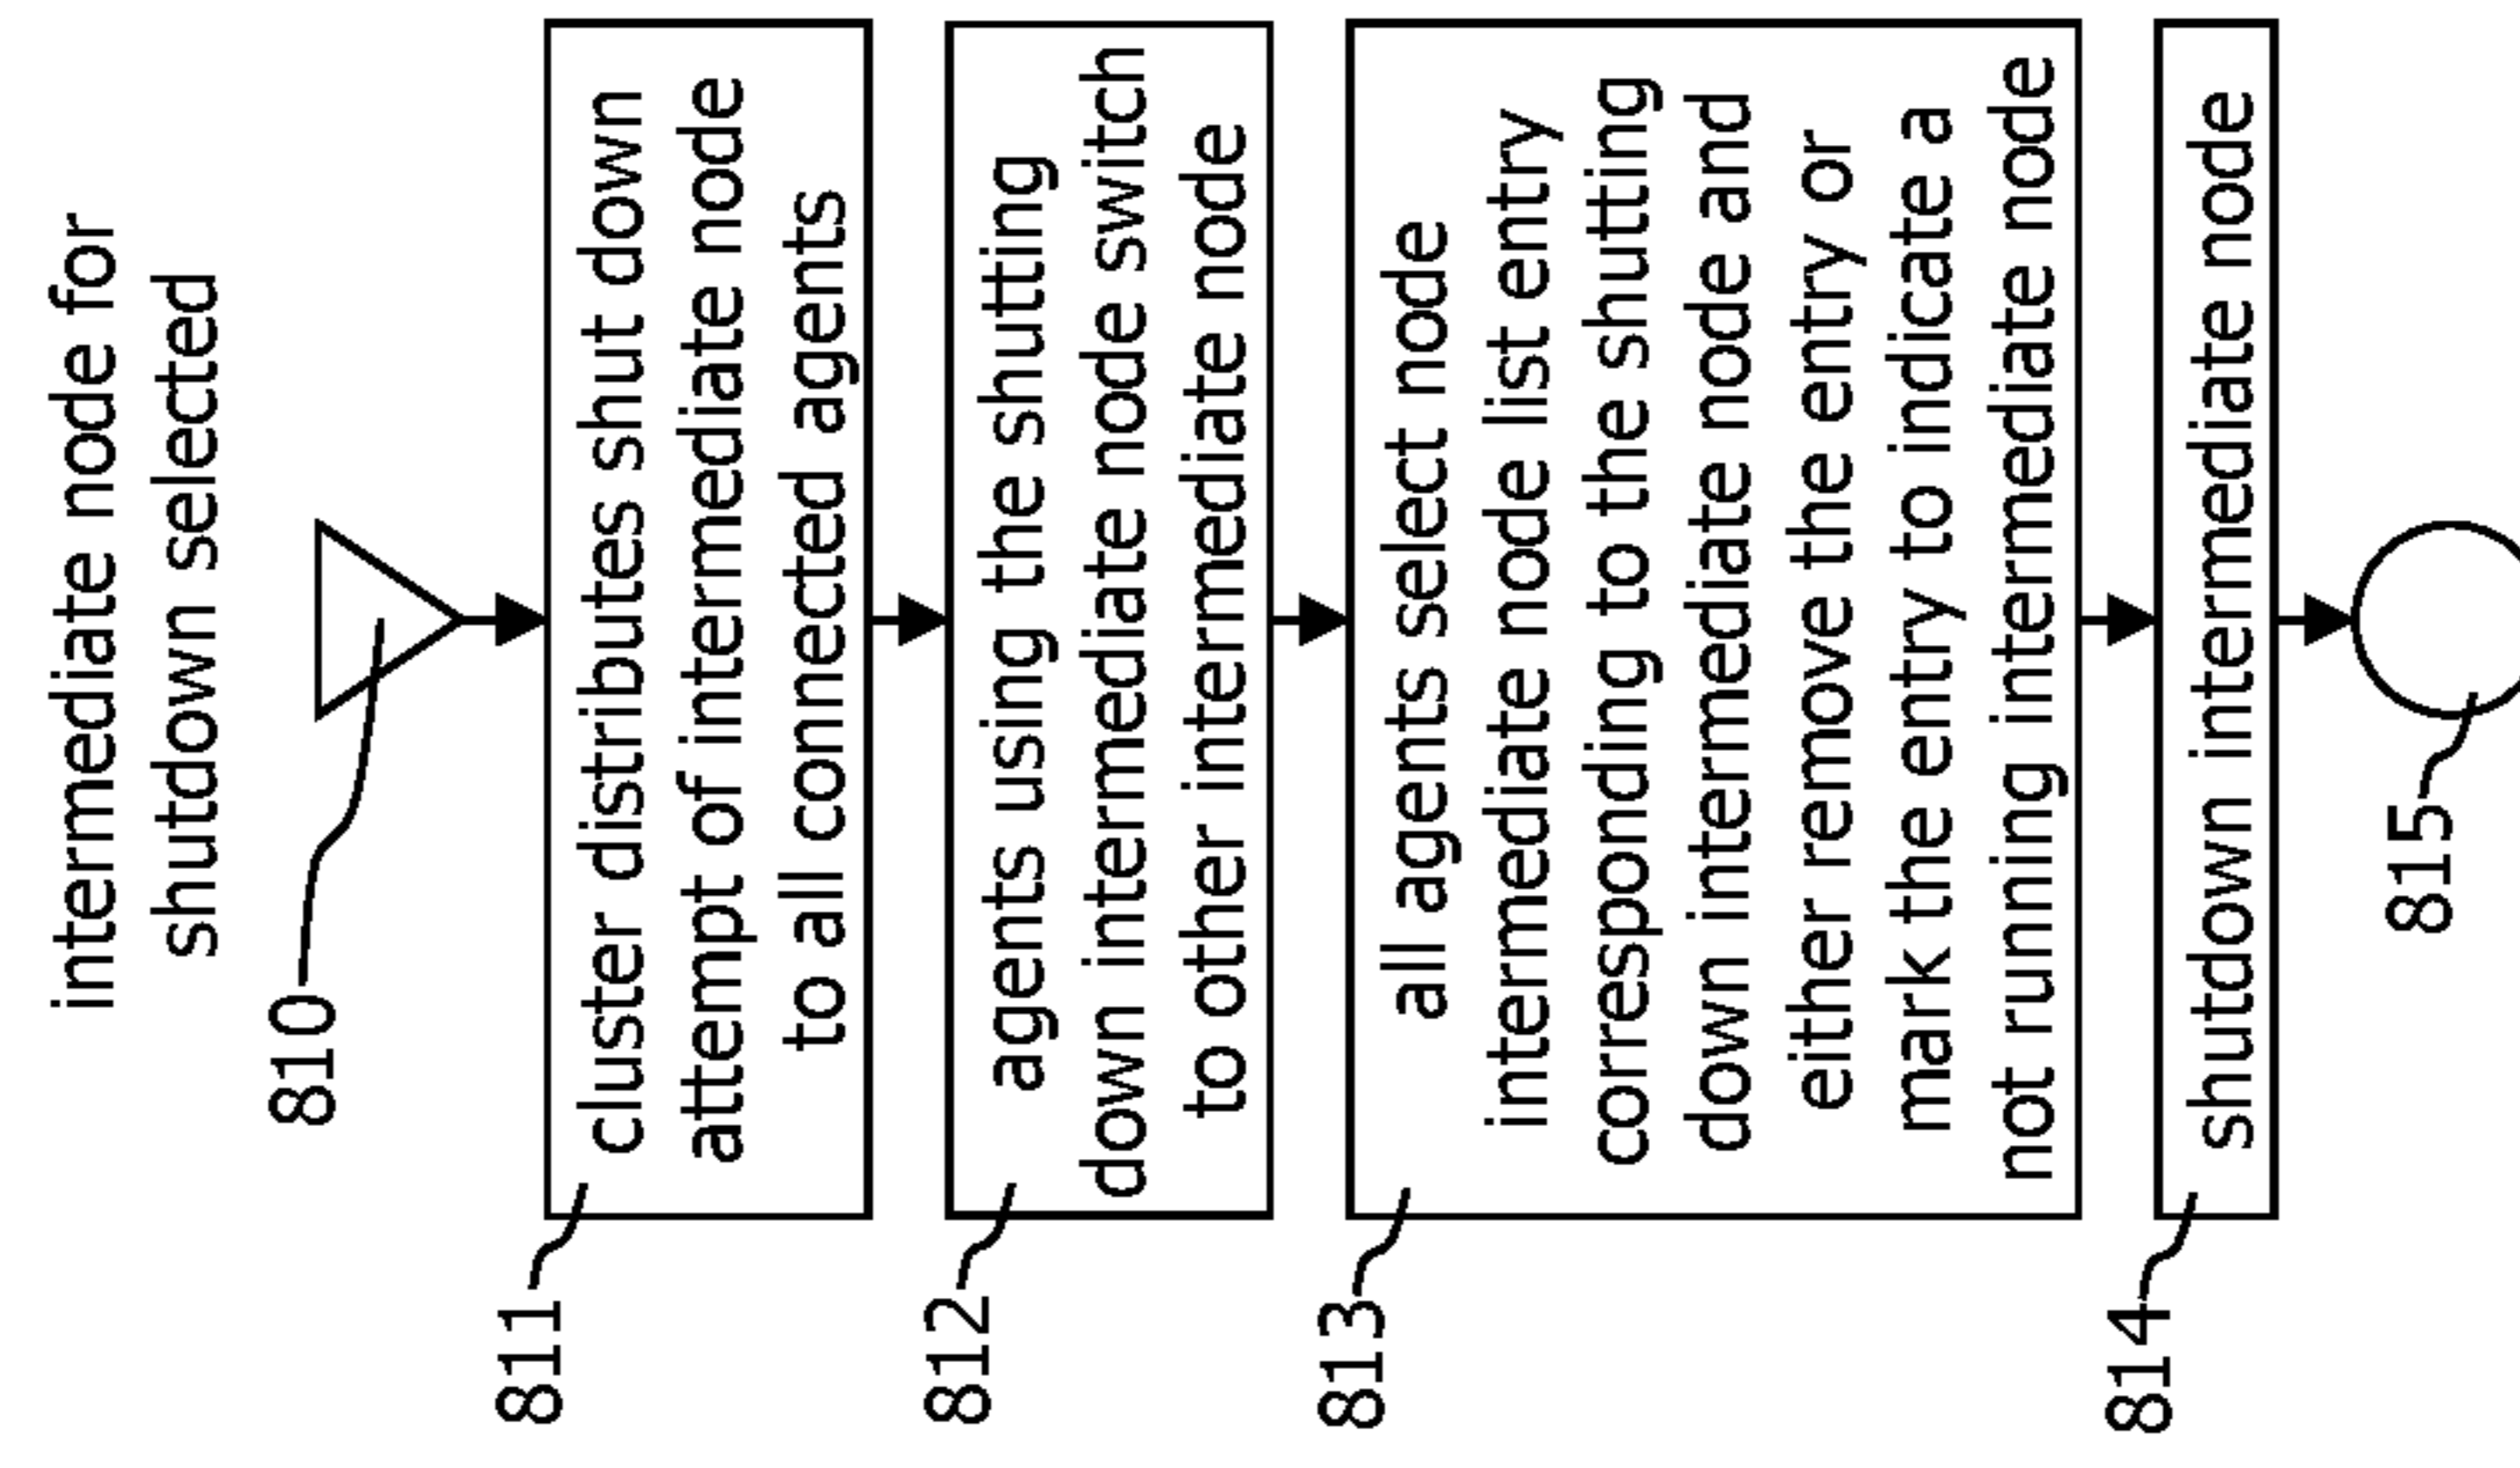 intermediate node for
shutdown selected
810
811
cluster distributes shut down
attempt of intermediate node
to all connected agents
812
agents using the shutting
down intermediate node switch
to other intermediate node
813
all agents select node
intermediate node list entry
corresponding to the shutting
down intermediate node and
either remove the entry or
mark the entry to indicate a
not running intermediate node
814
shutdown intermediate node
815